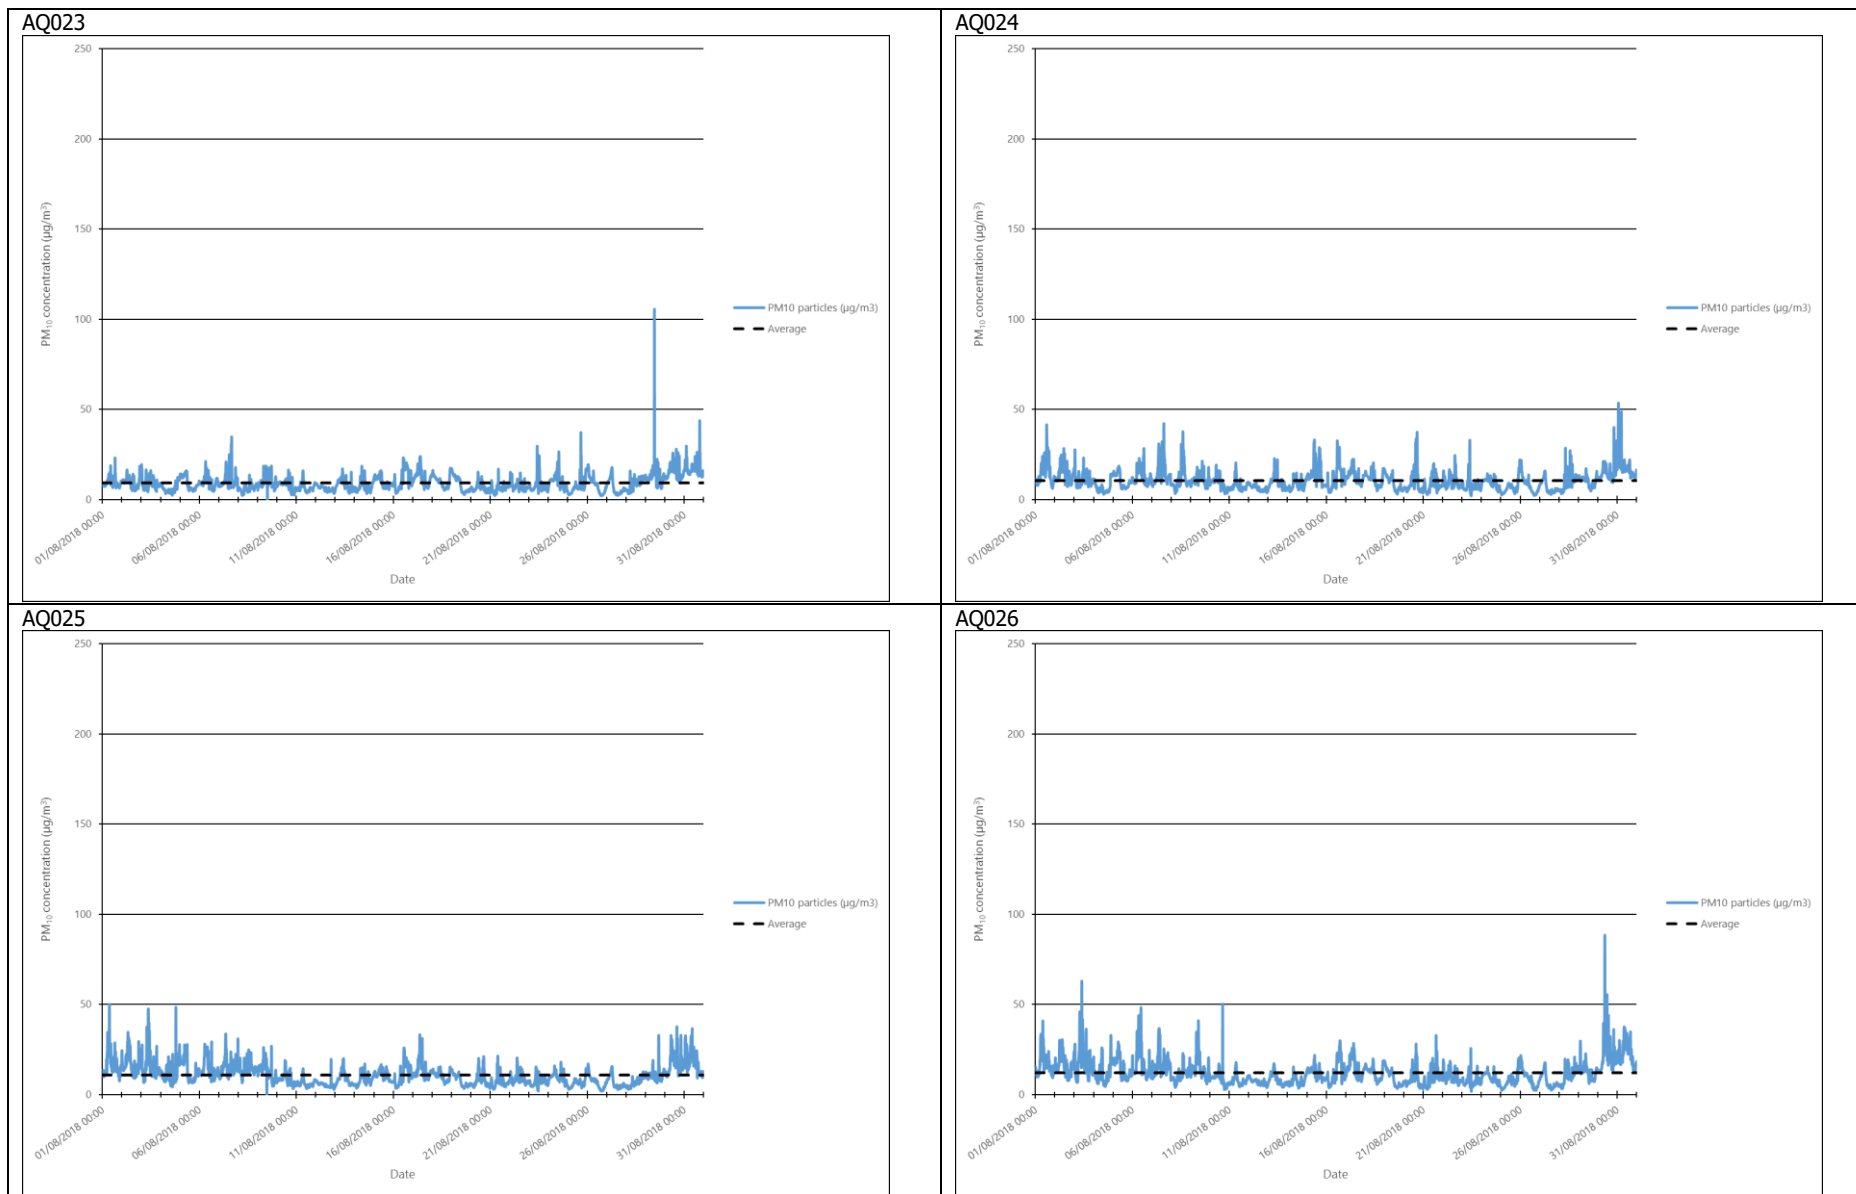 AQ023
250
200
150
100
50
0
PM₁₀ concentration (µg/m³)
PM10 particles (µg/m3)
Average
01/08/2018 00:00
06/08/2018 00:00
11/08/2018 00:00
16/08/2018 00:00
21/08/2018 00:00
26/08/2018 00:00
31/08/2018 00:00
Date
AQ024
250
200
150
100
50
0
PM₁₀ concentration (µg/m³)
PM10 particles (µg/m3)
Average
01/08/2018 00:00
06/08/2018 00:00
11/08/2018 00:00
16/08/2018 00:00
21/08/2018 00:00
26/08/2018 00:00
31/08/2018 00:00
Date
AQ025
250
200
150
100
50
0
PM₁₀ concentration (µg/m³)
PM10 particles (µg/m3)
Average
01/08/2018 00:00
06/08/2018 00:00
11/08/2018 00:00
16/08/2018 00:00
21/08/2018 00:00
26/08/2018 00:00
31/08/2018 00:00
Date
AQ026
250
200
150
100
50
0
PM₁₀ concentration (µg/m³)
PM10 particles (µg/m3)
Average
01/08/2018 00:00
06/08/2018 00:00
11/08/2018 00:00
16/08/2018 00:00
21/08/2018 00:00
26/08/2018 00:00
31/08/2018 00:00
Date